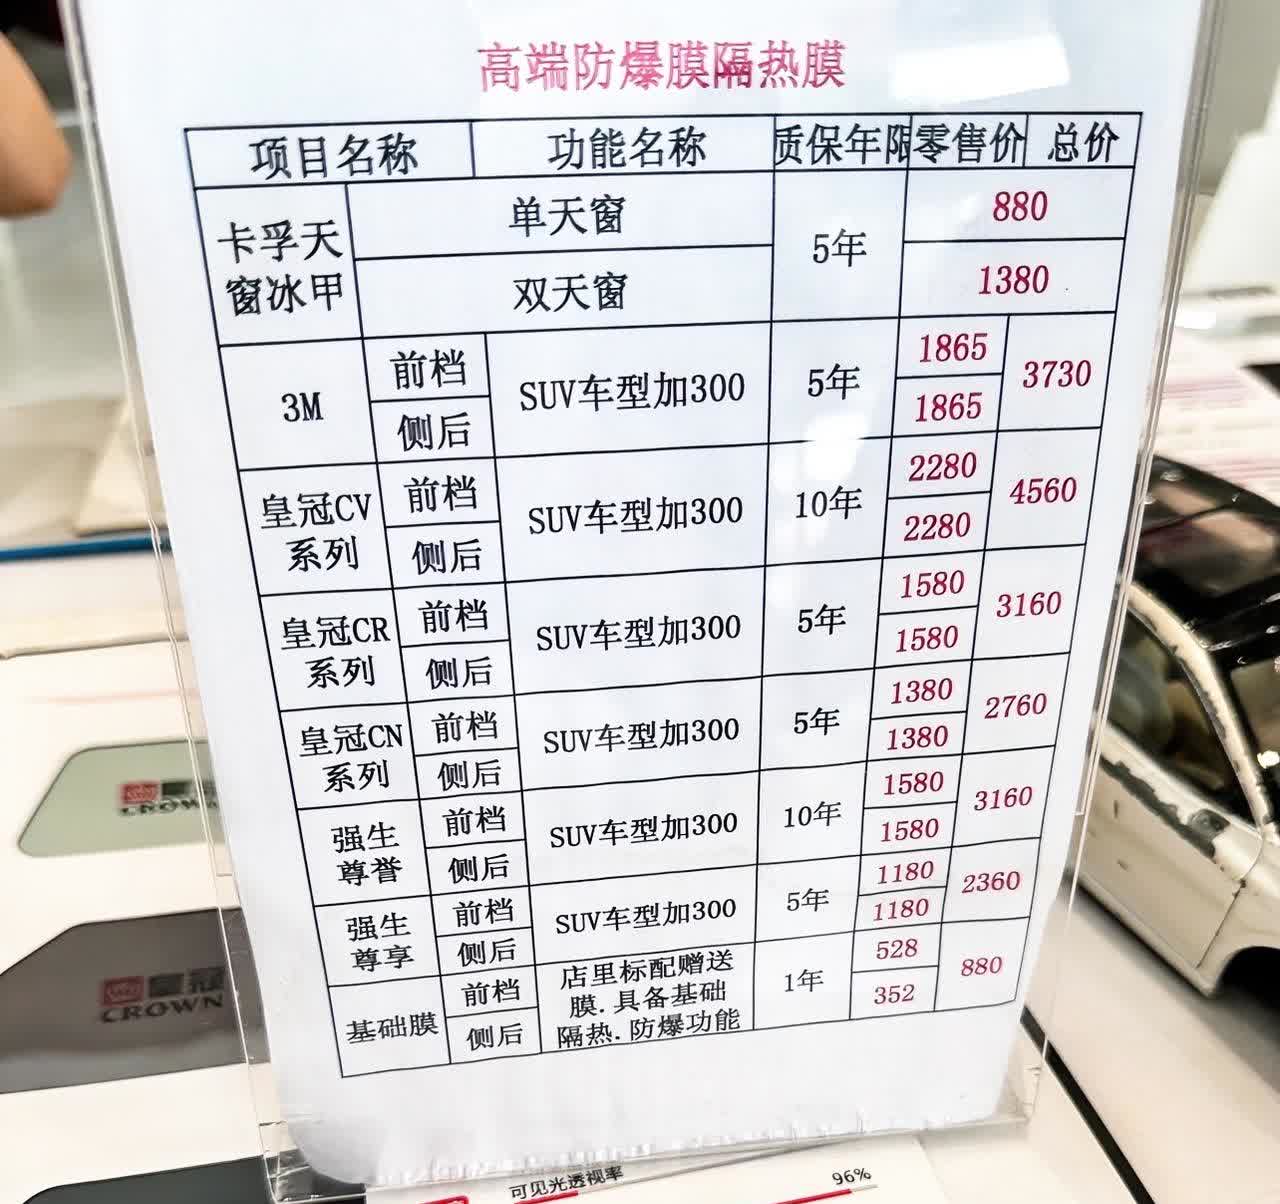 高端防爆膜隔热膜
项目名称 功能名称 质保年限 零售价 总价
卡孚天窗冰甲 单天窗 5年 880
双天窗 1380
3M 前档 SUV车型加300 5年 1865 3730
侧后 1865
皇冠CV系列 前档 SUV车型加300 10年 2280 4560
侧后 2280
皇冠CR系列 前档 SUV车型加300 5年 1580 3160
侧后 1580
皇冠CN系列 前档 SUV车型加300 5年 1380 2760
侧后 1380
强生尊誉 前档 SUV车型加300 10年 1580 3160
侧后 1580
强生尊享 前档 SUV车型加300 5年 1180 2360
侧后 1180
基础膜 前档 店里标配赠送膜.具备基础隔热.防爆功能 1年 528 880
侧后 352
CROWN
皇冠
CROWN
可见光透视率 96%